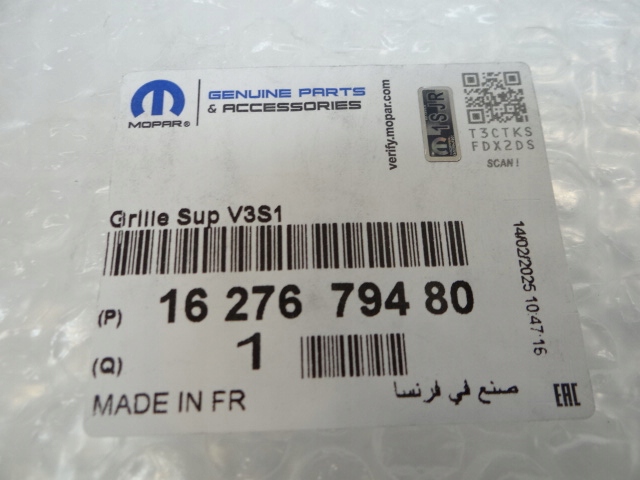 MOPAR®
GENUINE PARTS
& ACCESSORIES
verify.mopar.com
1SJR
T3CTKS
FDX2DS
SCAN!
Grille Sup V3S1
(P) 16 276 794 80
14/02/2025 10:47:16
(Q) 1
MADE IN FR
صنع في فرنسا
EAC